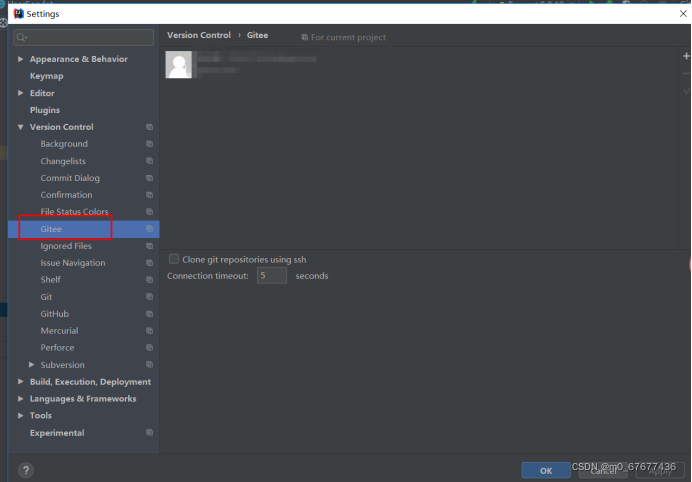 Settings
Version Control › Gitee
For current project
Appearance & Behavior
Keymap
Editor
Plugins
Version Control
Background
Changelists
Commit Dialog
Confirmation
File Status Colors
Gitee
Ignored Files
Issue Navigation
Shelf
Git
GitHub
Mercurial
Perforce
Subversion
Build, Execution, Deployment
Languages & Frameworks
Tools
Experimental
Clone git repositories using ssh
Connection timeout: 5 seconds
?
OK
Cancel
Apply
CSDN @m0_67677436